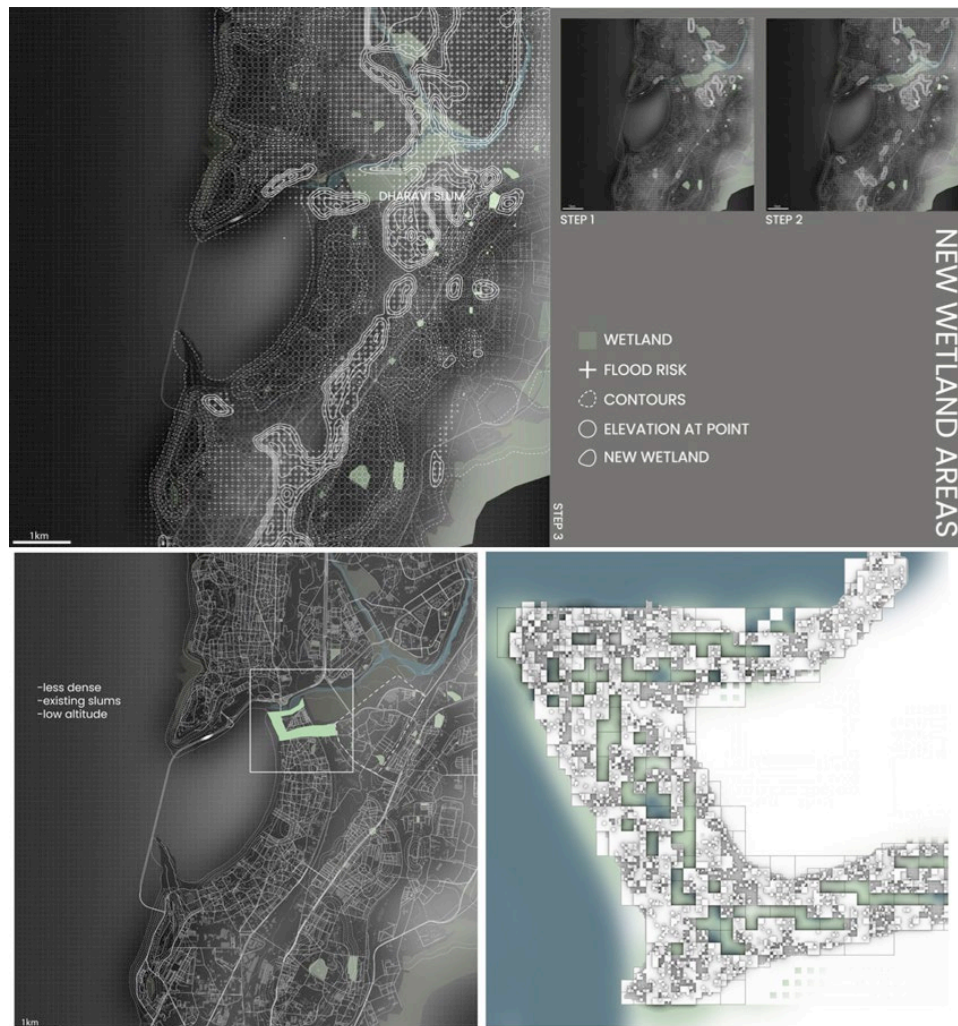 DHARAVI SLUM
1km
STEP 1
STEP 2
NEW WETLAND AREAS
WETLAND
FLOOD RISK
CONTOURS
ELEVATION AT POINT
NEW WETLAND
STEP 3
-less dense
-existing slums
-low altitude
1km